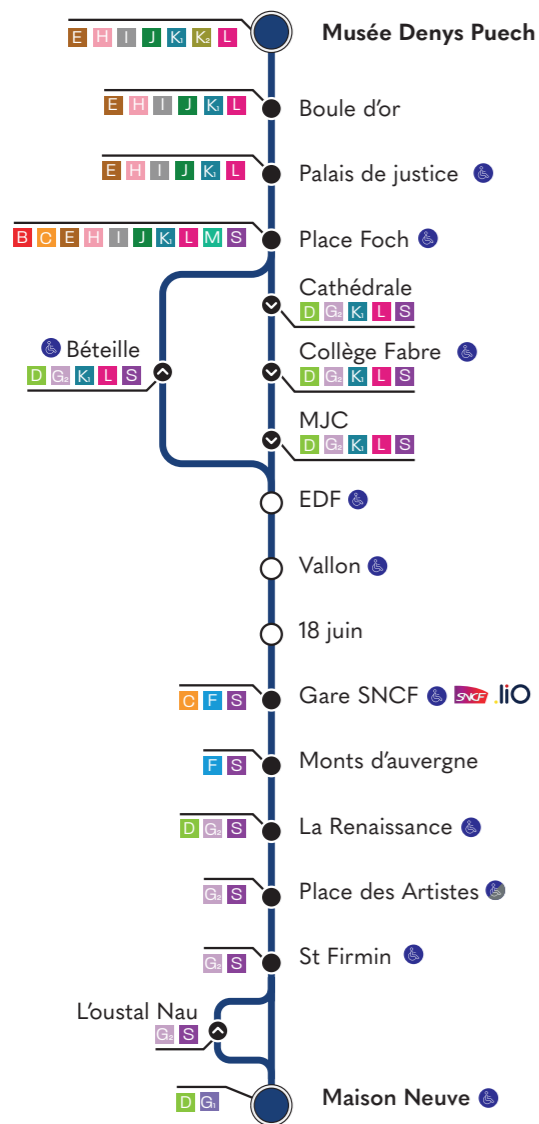 E H I J K1 K2 L
Musée Denys Puech
E H I J K1 L
Boule d'or
E H I J K1 L
Palais de justice
B C E H I J K1 L M S
Place Foch
Cathédrale
D G2 K1 L S
Béteille
D G2 K1 L S
Collège Fabre
D G2 K1 L S
MJC
D G2 K1 L S
EDF
Vallon
18 juin
C F S
Gare SNCF SNCF liO
F S
Monts d'auvergne
D G2 S
La Renaissance
G2 S
Place des Artistes
G2 S
St Firmin
L'oustal Nau
G2 S
D G1
Maison Neuve